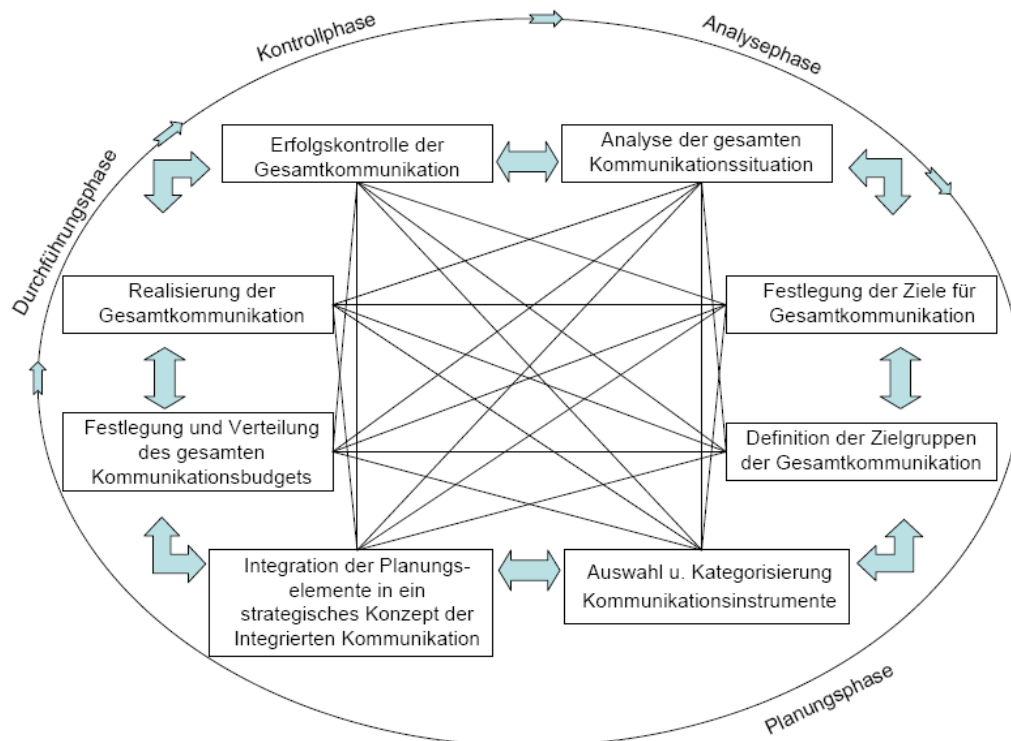 Kontrollphase
Analysephase
Durchführungsphase
Erfolgskontrolle der
Gesamtkommunikation
Analyse der gesamten
Kommunikationssituation
Realisierung der
Gesamtkommunikation
Festlegung der Ziele für
Gesamtkommunikation
Festlegung und Verteilung
des gesamten
Kommunikationsbudgets
Definition der Zielgruppen
der Gesamtkommunikation
Integration der Planungs-
elemente in ein
strategisches Konzept der
Integrierten Kommunikation
Auswahl u. Kategorisierung
Kommunikationsinstrumente
Planungsphase